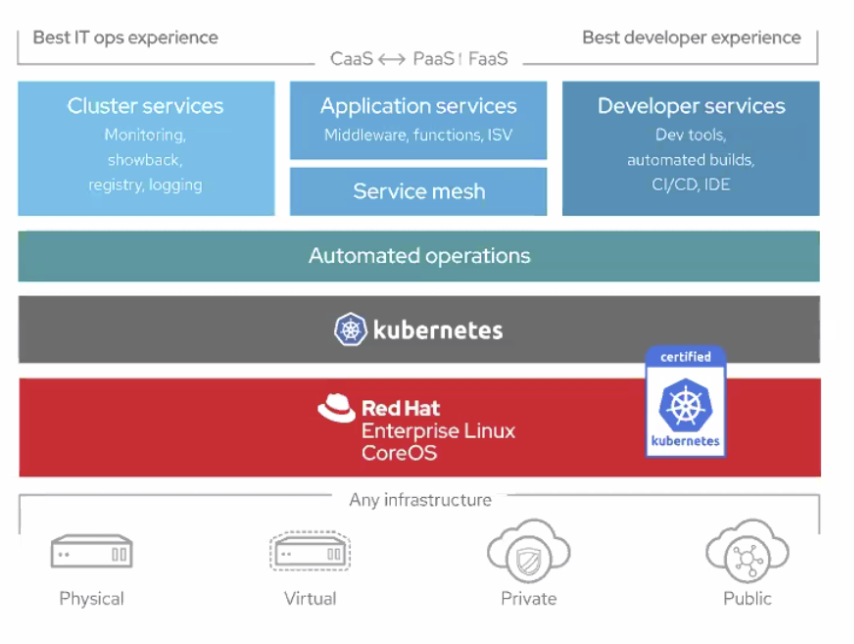 Best IT ops experience
Best developer experience
CaaS ↔ PaaS↑ FaaS
Cluster services
Monitoring,
showback,
registry, logging
Application services
Middleware, functions, ISV
Service mesh
Developer services
Dev tools,
automated builds,
CI/CD, IDE
Automated operations
kubernetes
certified
kubernetes
Red Hat
Enterprise Linux
CoreOS
Any infrastructure
Physical
Virtual
Private
Public